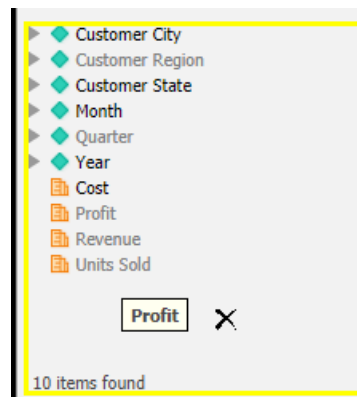 Customer City
Customer Region
Customer State
Month
Quarter
Year
Cost
Profit
Revenue
Units Sold
Profit
10 items found